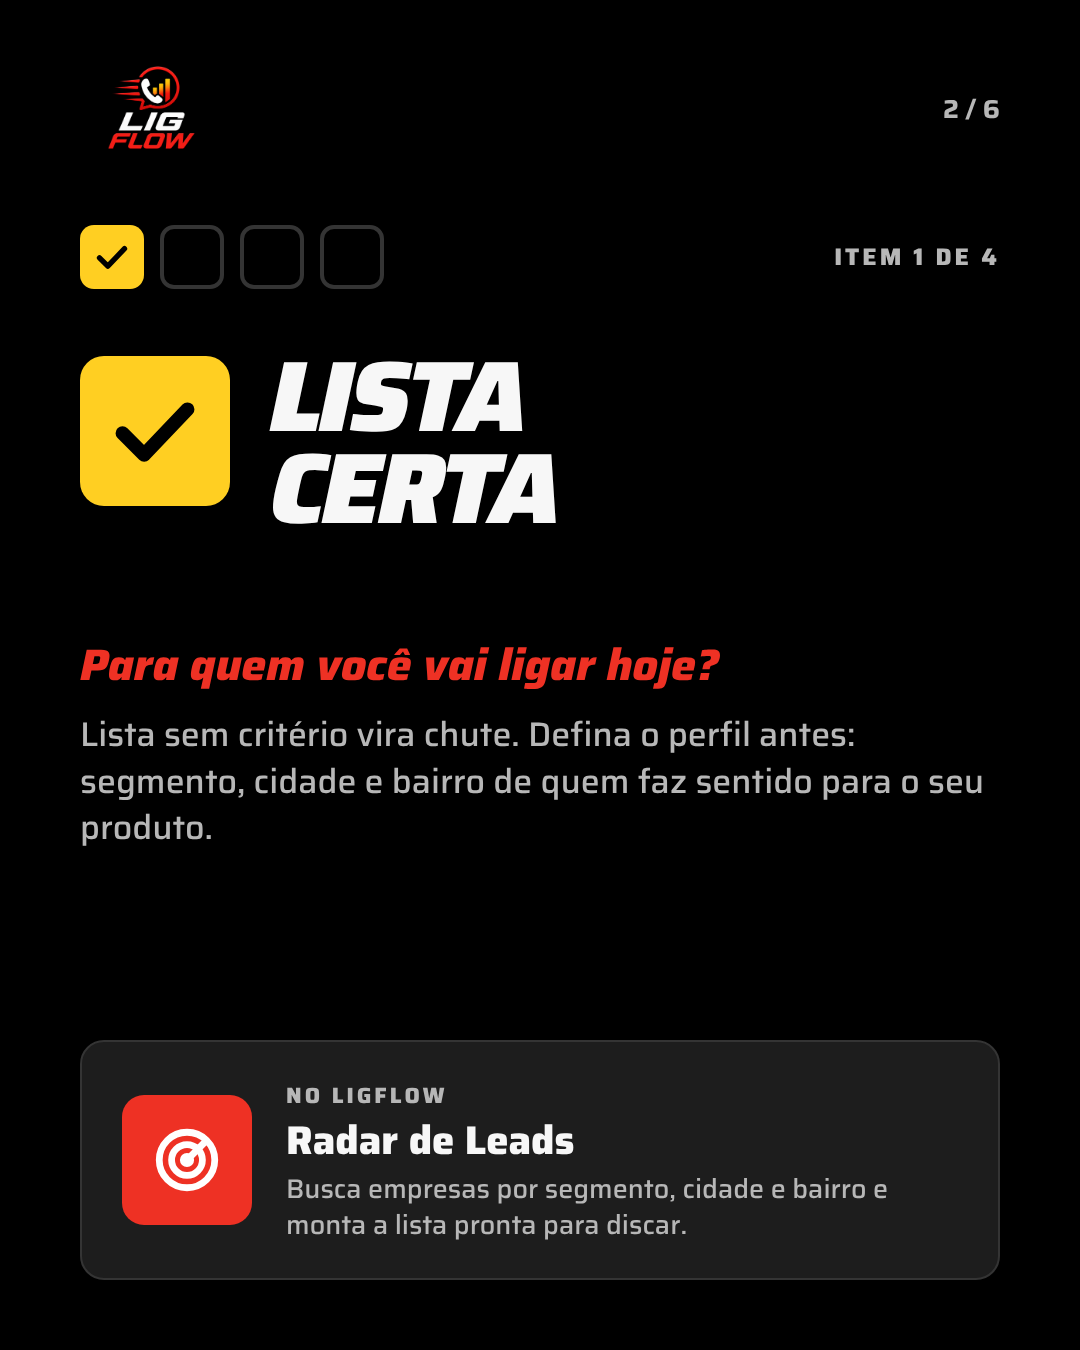 LIG
FLOW
2 / 6
ITEM 1 DE 4
LISTA
CERTA
Para quem você vai ligar hoje?
Lista sem critério vira chute. Defina o perfil antes:
segmento, cidade e bairro de quem faz sentido para o seu
produto.
NO LIGFLOW
Radar de Leads
Busca empresas por segmento, cidade e bairro e
monta a lista pronta para discar.